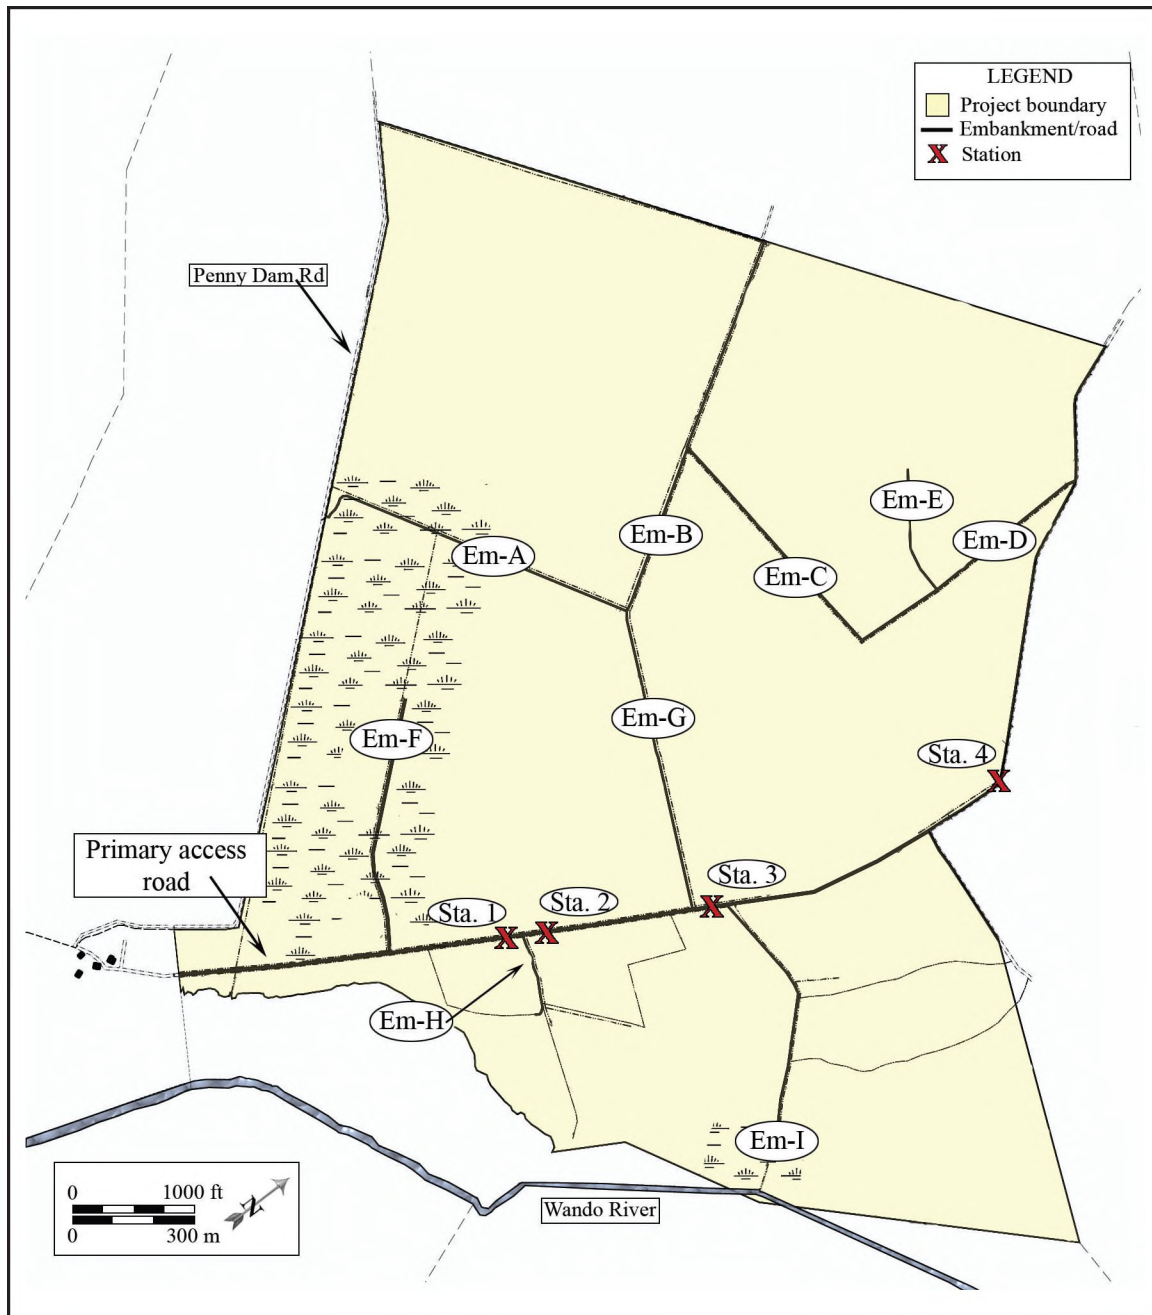 LEGEND
Project boundary
Embankment/road
X Station
Penny Dam Rd
Em-E
Em-B
Em-D
Em-A
Em-C
Em-G
Em-F
Sta. 4
X
Primary access
road
Sta. 3
X
Sta. 1
Sta. 2
X
X
Em-H
Em-I
0 1000 ft
N
0 300 m
Wando River